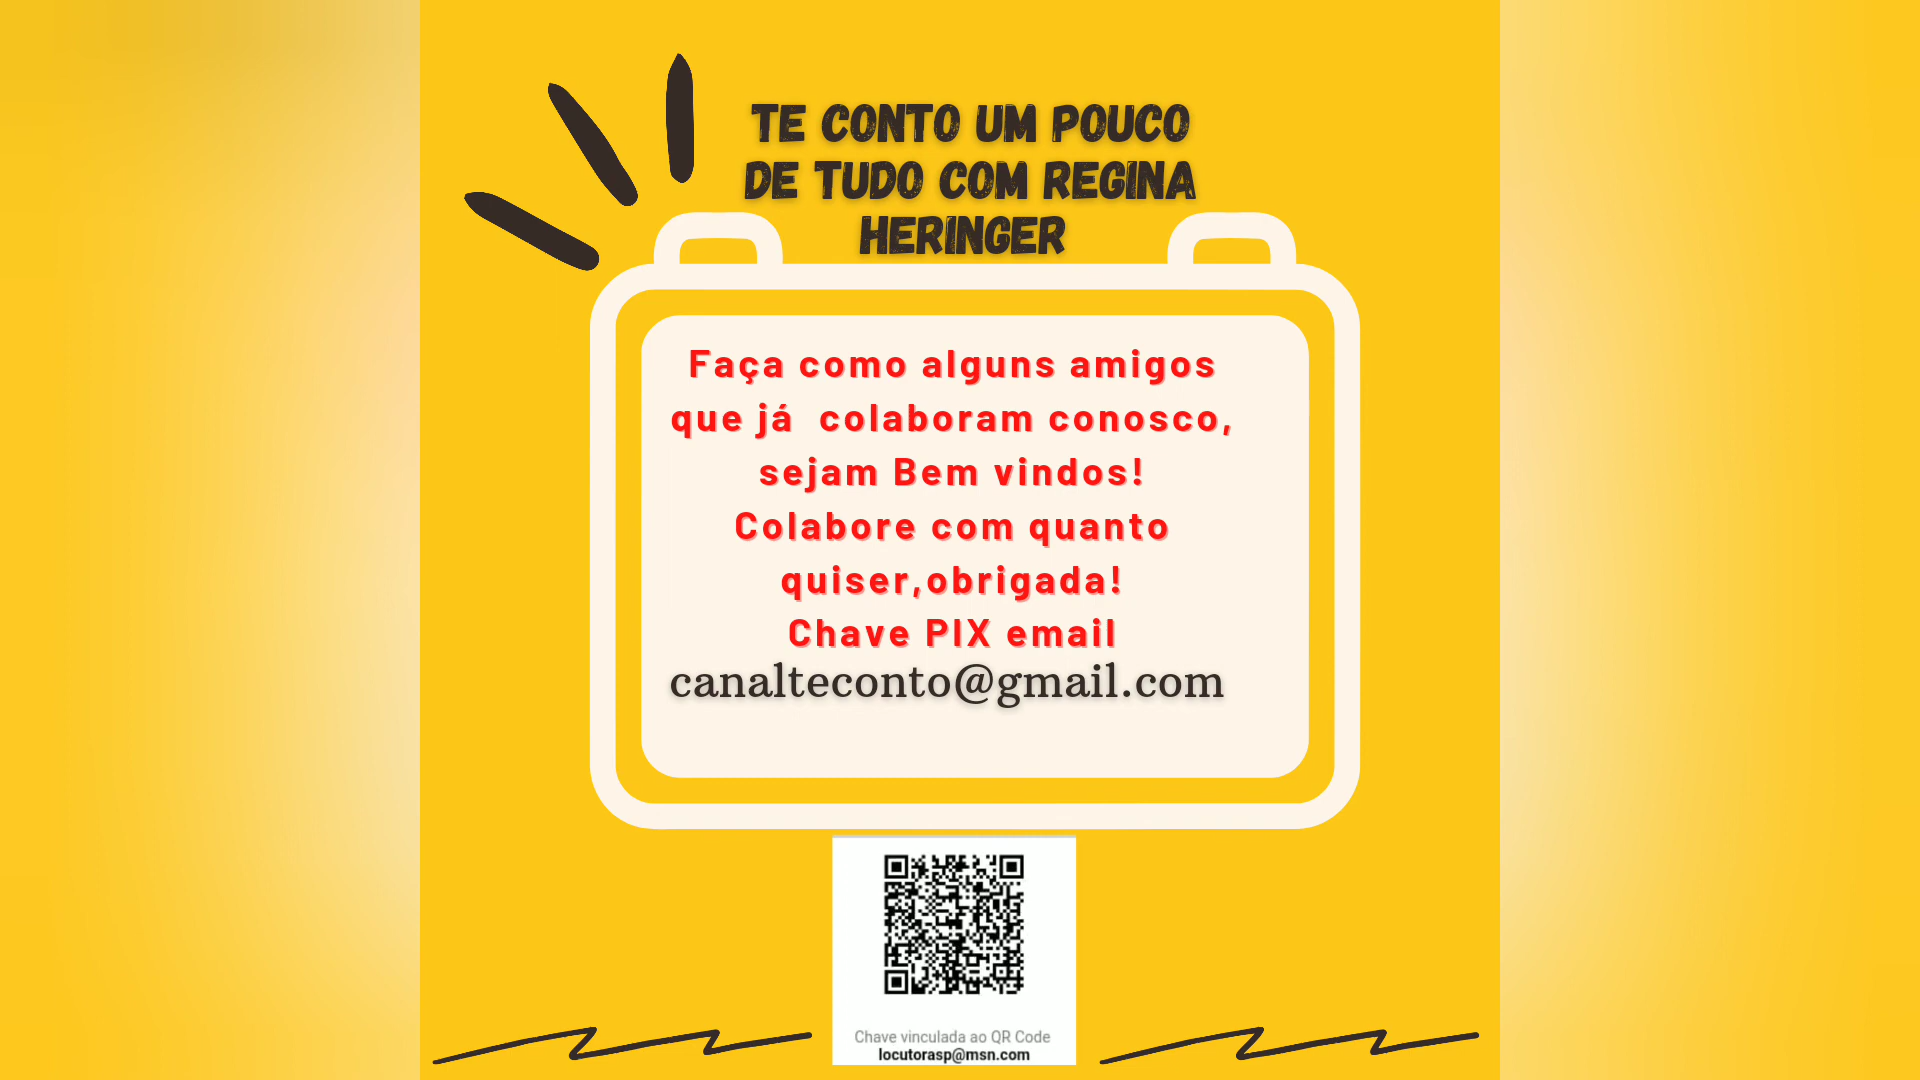 TE CONTO UM POUCO
DE TUDO COM REGINA
HERINGER
Faça como alguns amigos
que já  colaboram conosco,
sejam Bem vindos!
Colabore com quanto
quiser,obrigada!
Chave PIX email
canalteconto@gmail.com
Chave vinculada ao QR Code
locutorasp@msn.com